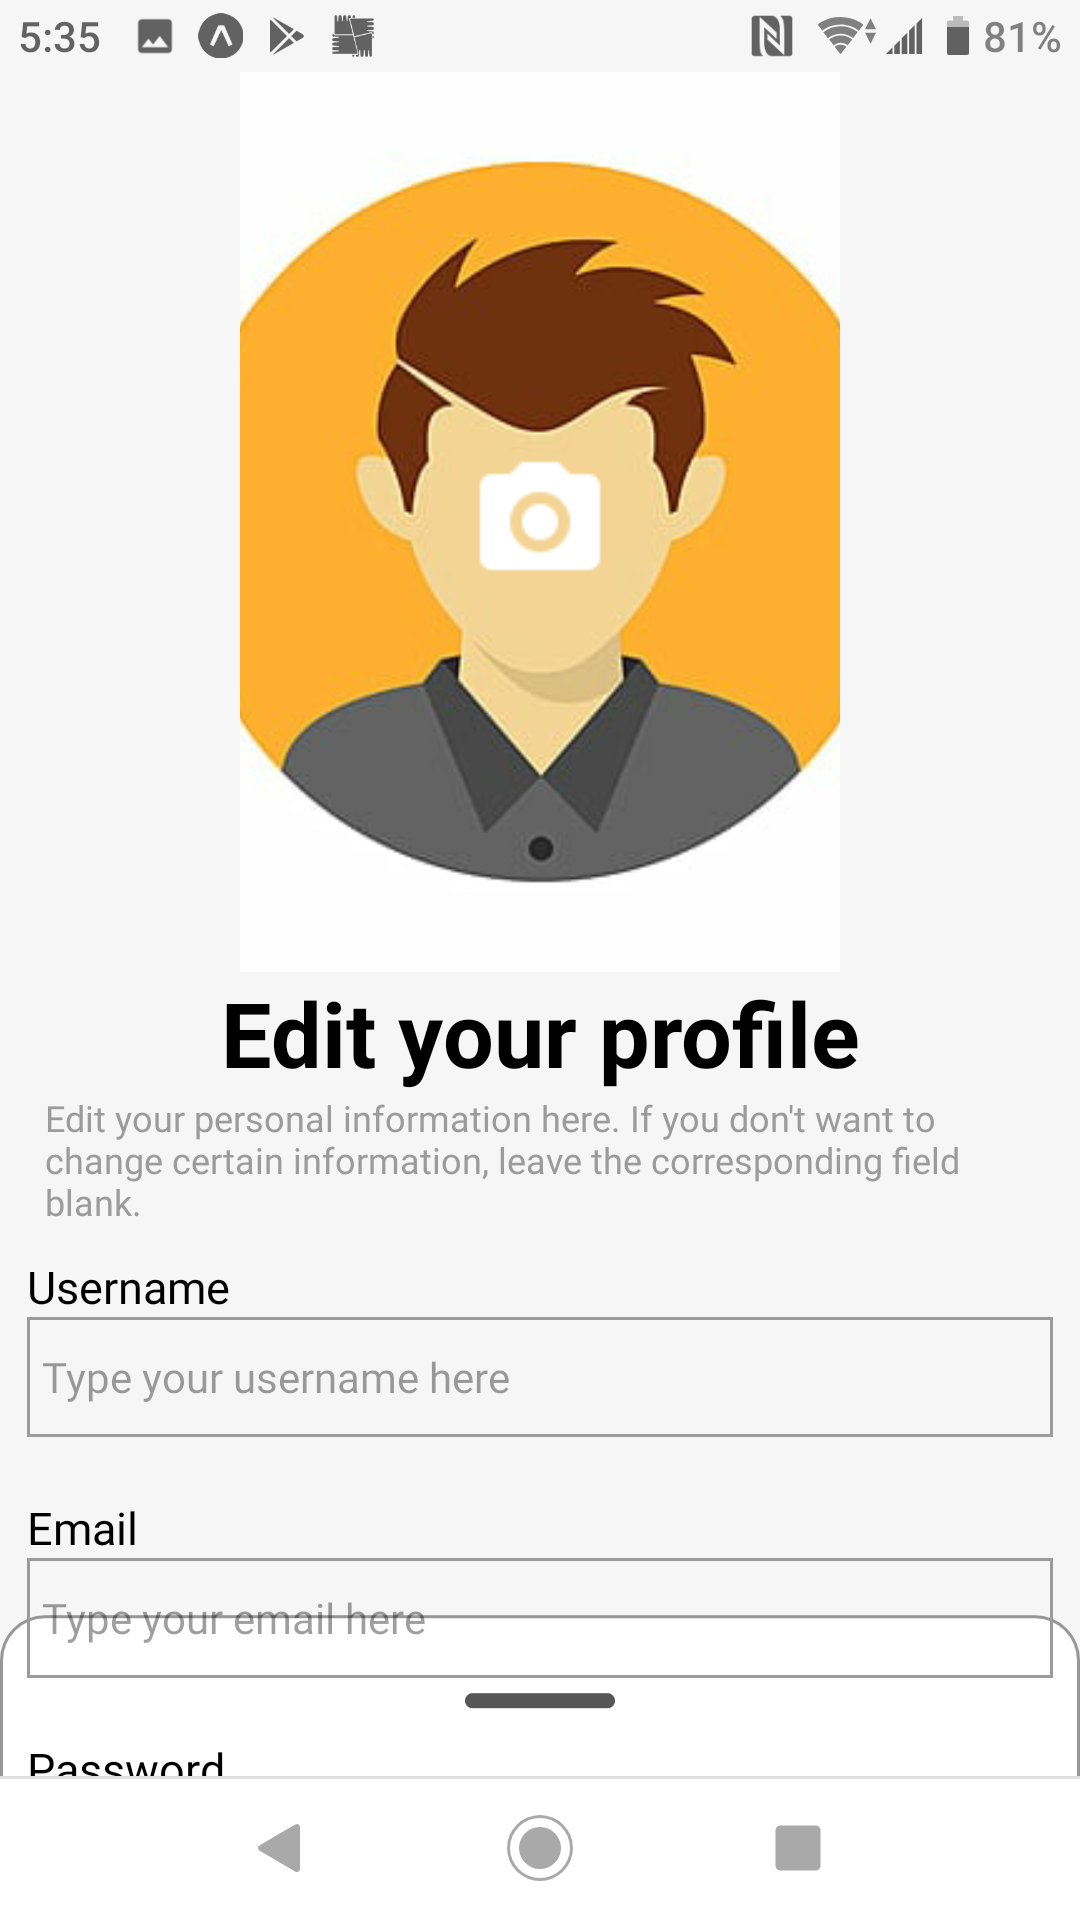 5:35
81%
Edit your profile
Edit your personal information here. If you don't want to
change certain information, leave the corresponding field
blank.
Username
Type your username here
Email
Type your email here
Password